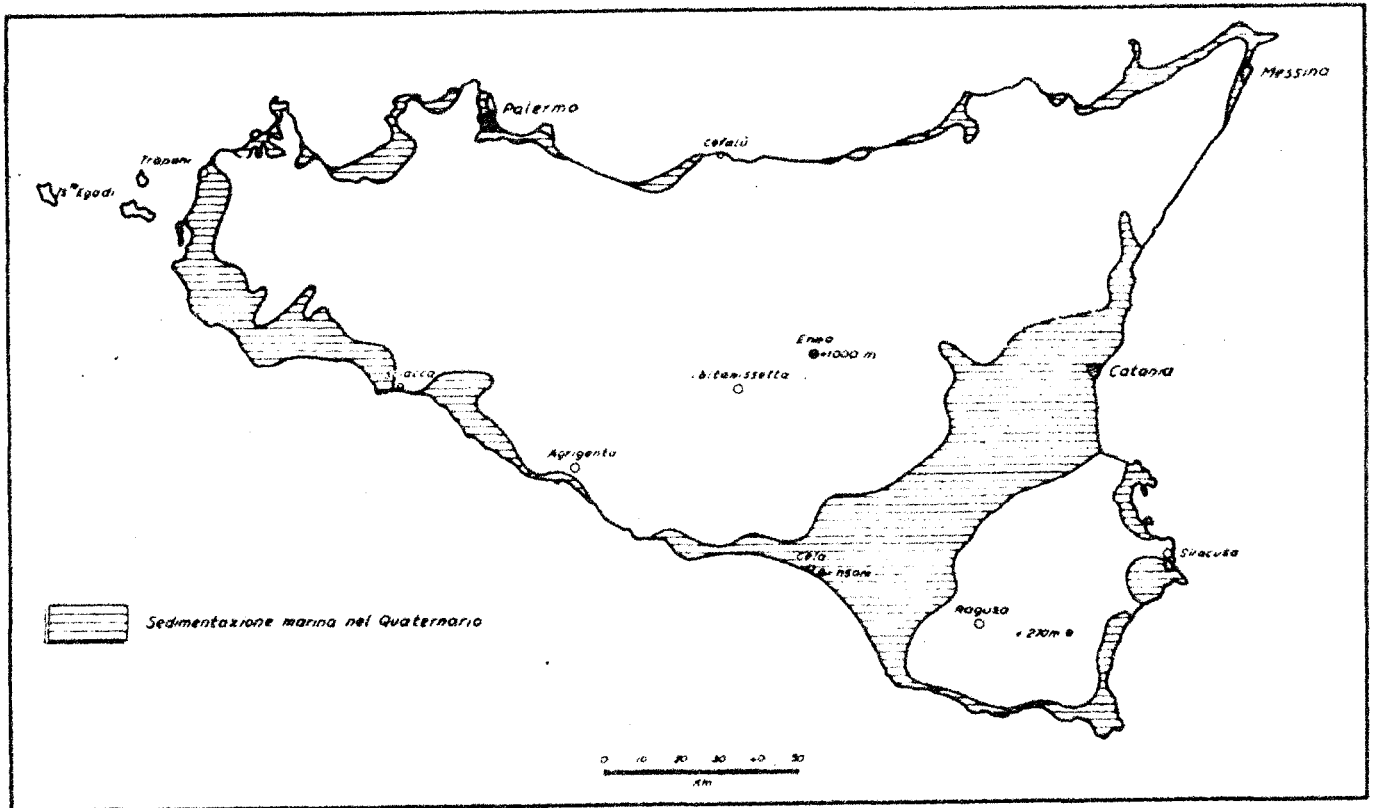 Messina
Palermo
Cefalù
Trapani
Egadi
Enna
+1000 m
Catania
Agrigento
Siracusa
Ragusa
+ 270m
Sedimentazione marina nel Quaternario
0 10 20 30 40 50
Km